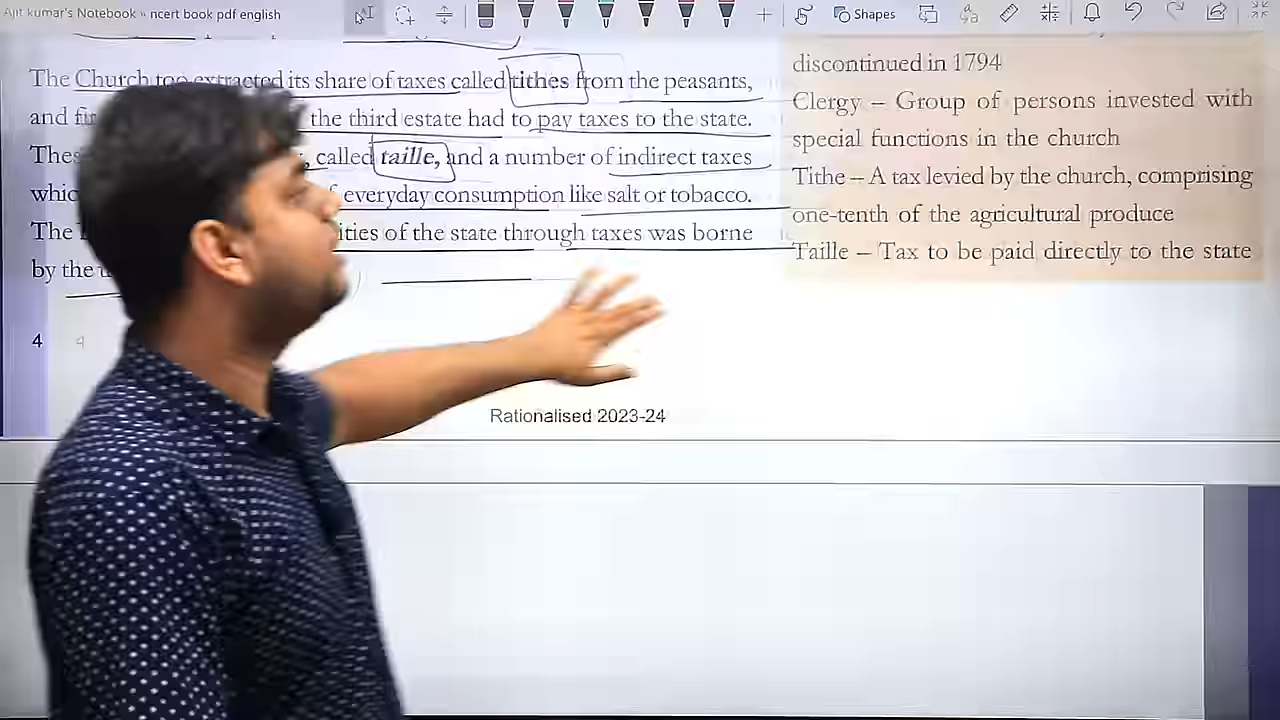 Ajit kumar's Notebook » ncert book pdf english
Shapes
The Church too extracted its share of taxes called tithes from the peasants,
and the third estate had to pay taxes to the state.
called taille, and a number of indirect taxes
everyday consumption like salt or tobacco.
The of the state through taxes was borne
by the
discontinued in 1794
Clergy – Group of persons invested with
special functions in the church
Tithe – A tax levied by the church, comprising
one-tenth of the agricultural produce
Taille – Tax to be paid directly to the state
4 4
Rationalised 2023-24